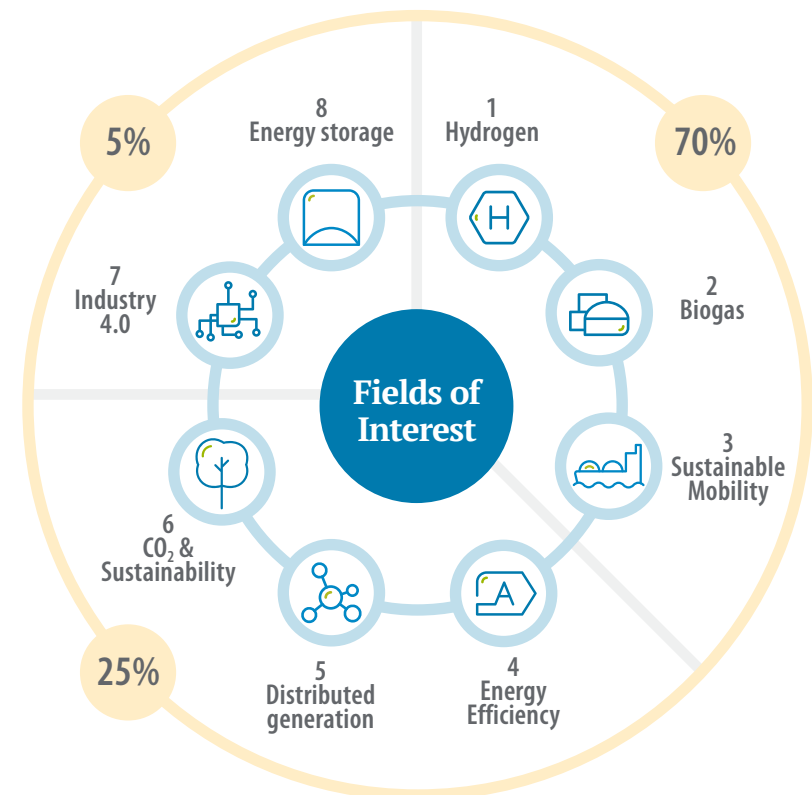 5%
70%
8
Energy storage
1
Hydrogen
H
7
Industry
4.0
2
Biogas
Fields of
Interest
3
Sustainable
Mobility
6
CO₂ &
Sustainability
A
25%
5
Distributed
generation
4
Energy
Efficiency